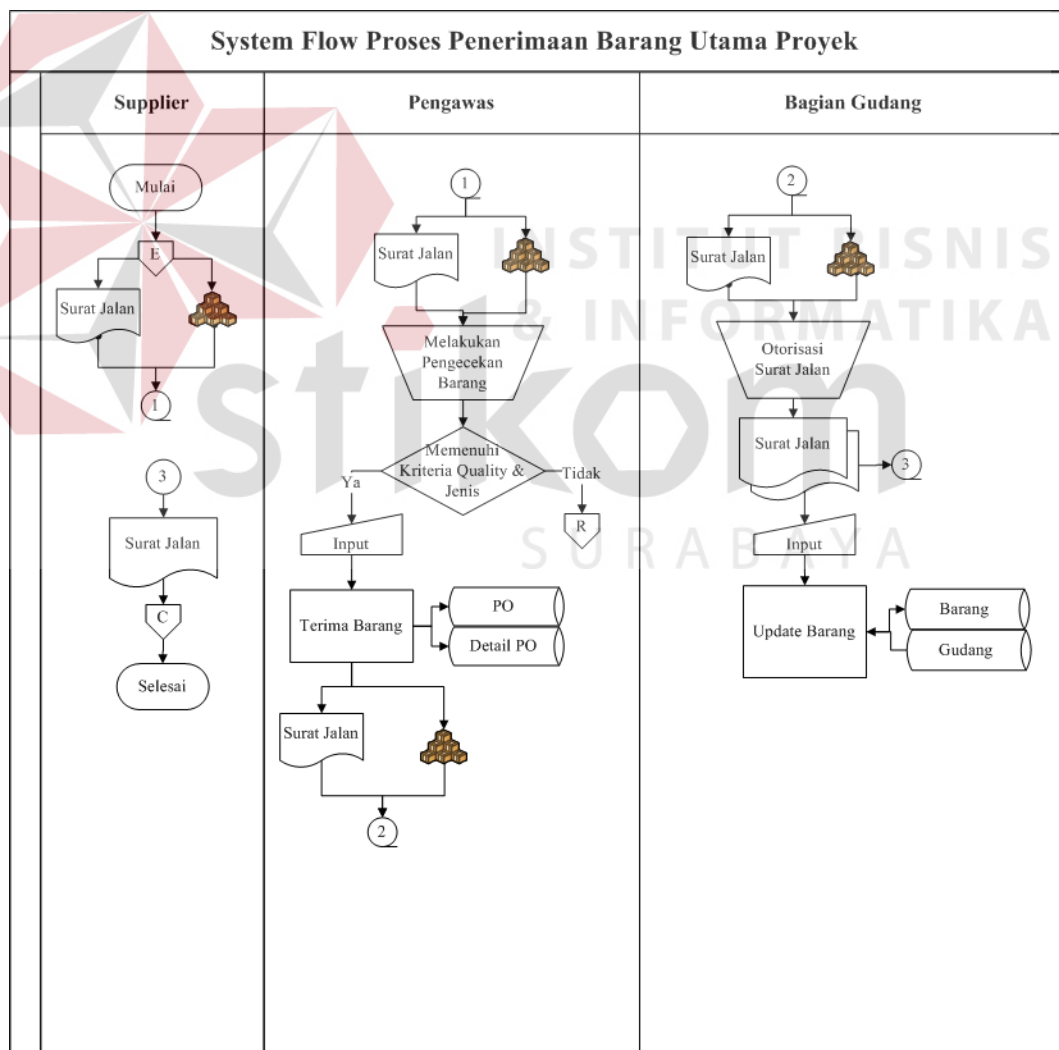 System Flow Proses Penerimaan Barang Utama Proyek
Supplier
Pengawas
Bagian Gudang
Mulai
E
Surat Jalan
1
3
Surat Jalan
C
Selesai
1
Surat Jalan
Melakukan
Pengecekan
Barang
Memenuhi
Kriteria Quality &
Jenis
Ya
Tidak
R
Input
Terima Barang
PO
Detail PO
Surat Jalan
2
2
Surat Jalan
Otorisasi
Surat Jalan
Surat Jalan
3
Input
Update Barang
Barang
Gudang
INSTITUT BISNIS
& INFORMATIKA
stikom
SURABAYA